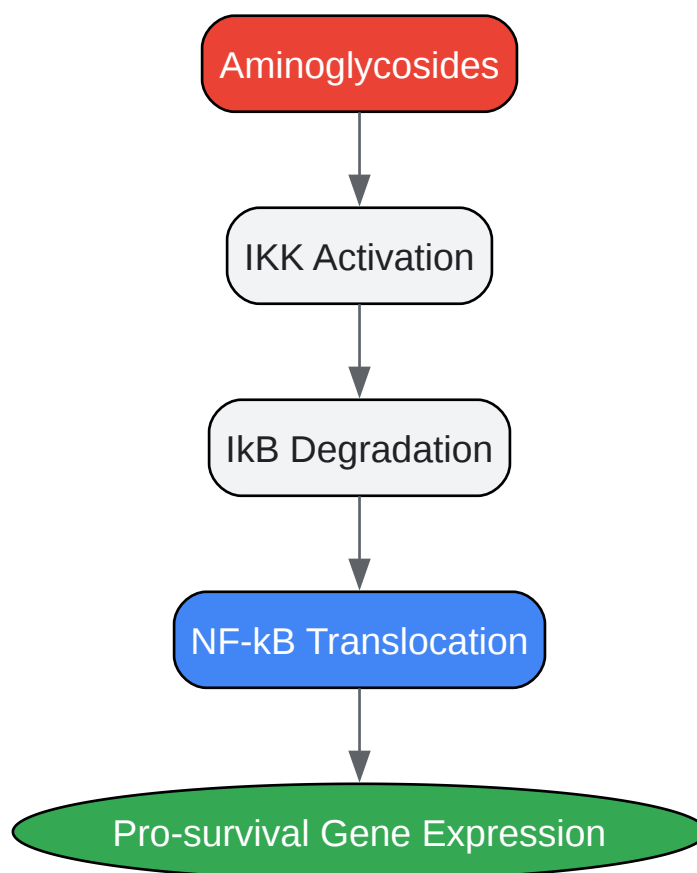 Aminoglycosides
IKK Activation
IkB Degradation
NF-kB Translocation
Pro-survival Gene Expression